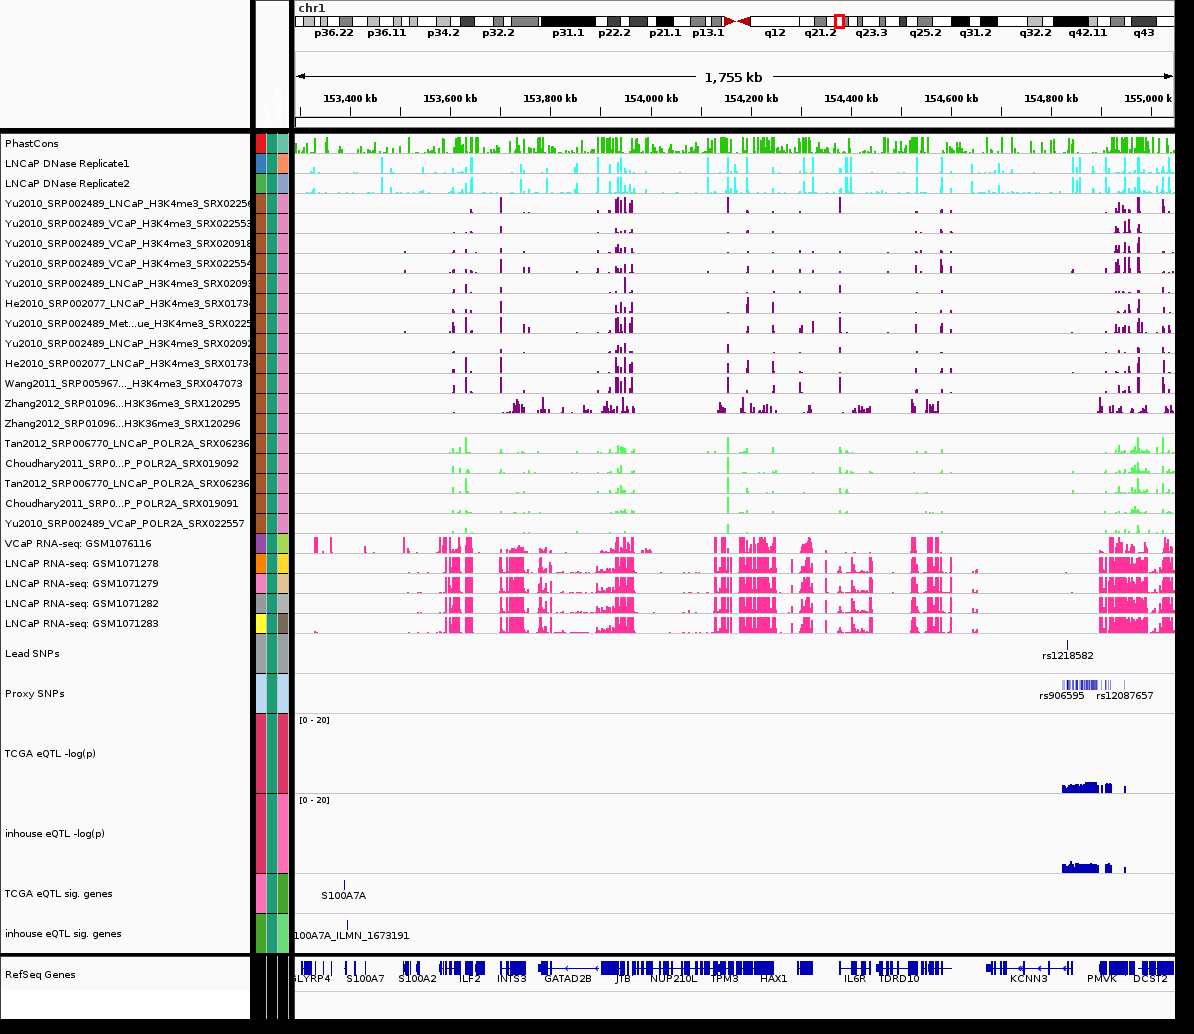 chr1
p36.22 p36.11 p34.2 p32.2 p31.1 p22.2 p21.1 p13.1 q12 q21.2 q23.3 q25.2 q31.2 q32.2 q42.11 q43
1,755 kb
153,400 kb 153,600 kb 153,800 kb 154,000 kb 154,200 kb 154,400 kb 154,600 kb 154,800 kb 155,000 k
PhastCons
LNCaP DNase Replicate1
LNCaP DNase Replicate2
Yu2010_SRP002489_LNCaP_H3K4me3_SRX02250
Yu2010_SRP002489_VCaP_H3K4me3_SRX022553
Yu2010_SRP002489_VCaP_H3K4me3_SRX020918
Yu2010_SRP002489_VCaP_H3K4me3_SRX022554
Yu2010_SRP002489_LNCaP_H3K4me3_SRX0209
He2010_SRP002077_LNCaP_H3K4me3_SRX0173
Yu2010_SRP002489_Met...ue_H3K4me3_SRX0225
Yu2010_SRP002489_LNCaP_H3K4me3_SRX0209
He2010_SRP002077_LNCaP_H3K4me3_SRX0173
Wang2011_SRP005967..._H3K4me3_SRX047073
Zhang2012_SRP01096...H3K36me3_SRX120295
Zhang2012_SRP01096...H3K36me3_SRX120296
Tan2012_SRP006770_LNCaP_POLR2A_SRX06236
Choudhary2011_SRP0...P_POLR2A_SRX019092
Tan2012_SRP006770_LNCaP_POLR2A_SRX06236
Choudhary2011_SRP0...P_POLR2A_SRX019091
Yu2010_SRP002489_VCaP_POLR2A_SRX022557
VCaP RNA-seq: GSM1076116
LNCaP RNA-seq: GSM1071278
LNCaP RNA-seq: GSM1071279
LNCaP RNA-seq: GSM1071282
LNCaP RNA-seq: GSM1071283
Lead SNPs
rs1218582
Proxy SNPs
rs906595 rs12087657
[0 - 20]
TCGA eQTL -log(p)
[0 - 20]
inhouse eQTL -log(p)
TCGA eQTL sig. genes
S100A7A
inhouse eQTL sig. genes
100A7A_ILMN_1673191
RefSeq Genes
GLYRP4 S100A7 S100A2 ILF2 INTS3 GATAD2B JTB NUP210L TPM3 HAX1 IL6R TDRD10 KCNN3 PMVK DCST2